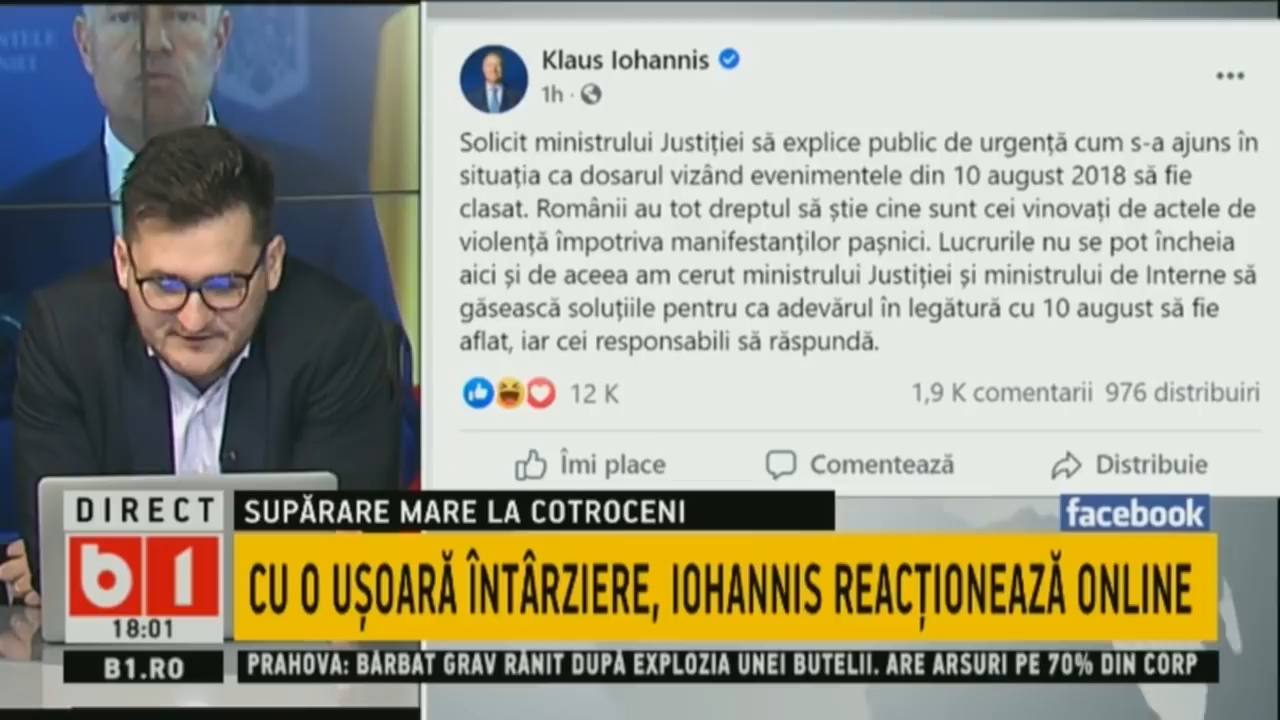 NTELE
NIEI
Klaus Iohannis
1h ·
Solicit ministrului Justiției să explice public de urgență cum s-a ajuns în
situația ca dosarul vizând evenimentele din 10 august 2018 să fie
clasat. Românii au tot dreptul să știe cine sunt cei vinovați de actele de
violență împotriva manifestanților pașnici. Lucrurile nu se pot încheia
aici și de aceea am cerut ministrului Justiției și ministrului de Interne să
găsească soluțiile pentru ca adevărul în legătură cu 10 august să fie
aflat, iar cei responsabili să răspundă.
12 K 1,9 K comentarii 976 distribuiri
Îmi place Comentează Distribuie
DIRECT SUPĂRARE MARE LA COTROCENI facebook
b1 CU O UȘOARĂ ÎNTÂRZIERE, IOHANNIS REACȚIONEAZĂ ONLINE
18:01
B1.RO PRAHOVA: BĂRBAT GRAV RĂNIT DUPĂ EXPLOZIA UNEI BUTELII. ARE ARSURI PE 70% DIN CORP